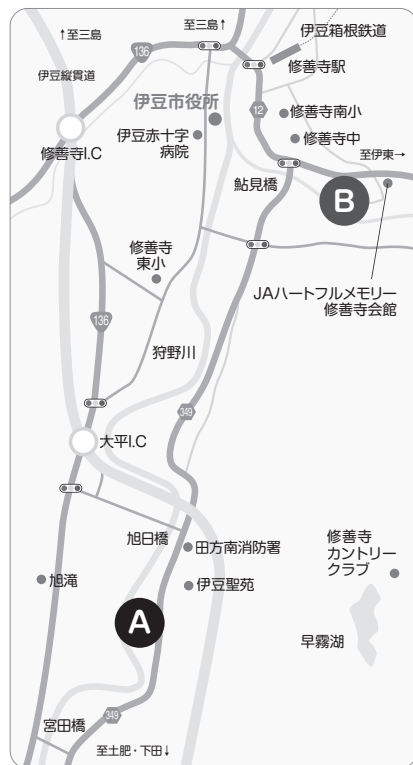 ↑至三島
至三島↑
伊豆箱根鉄道
136
修善寺駅
伊豆縦貫道
伊豆市役所
12
修善寺南小
伊豆赤十字
病院
修善寺中
修善寺I.C
至伊東→
鮎見橋
B
修善寺
東小
JAハートフルメモリー
修善寺会館
136
狩野川
349
大平I.C
旭日橋
田方南消防署
修善寺
カントリー
クラブ
旭滝
伊豆聖苑
A
早霧湖
349
宮田橋
至土肥・下田↓